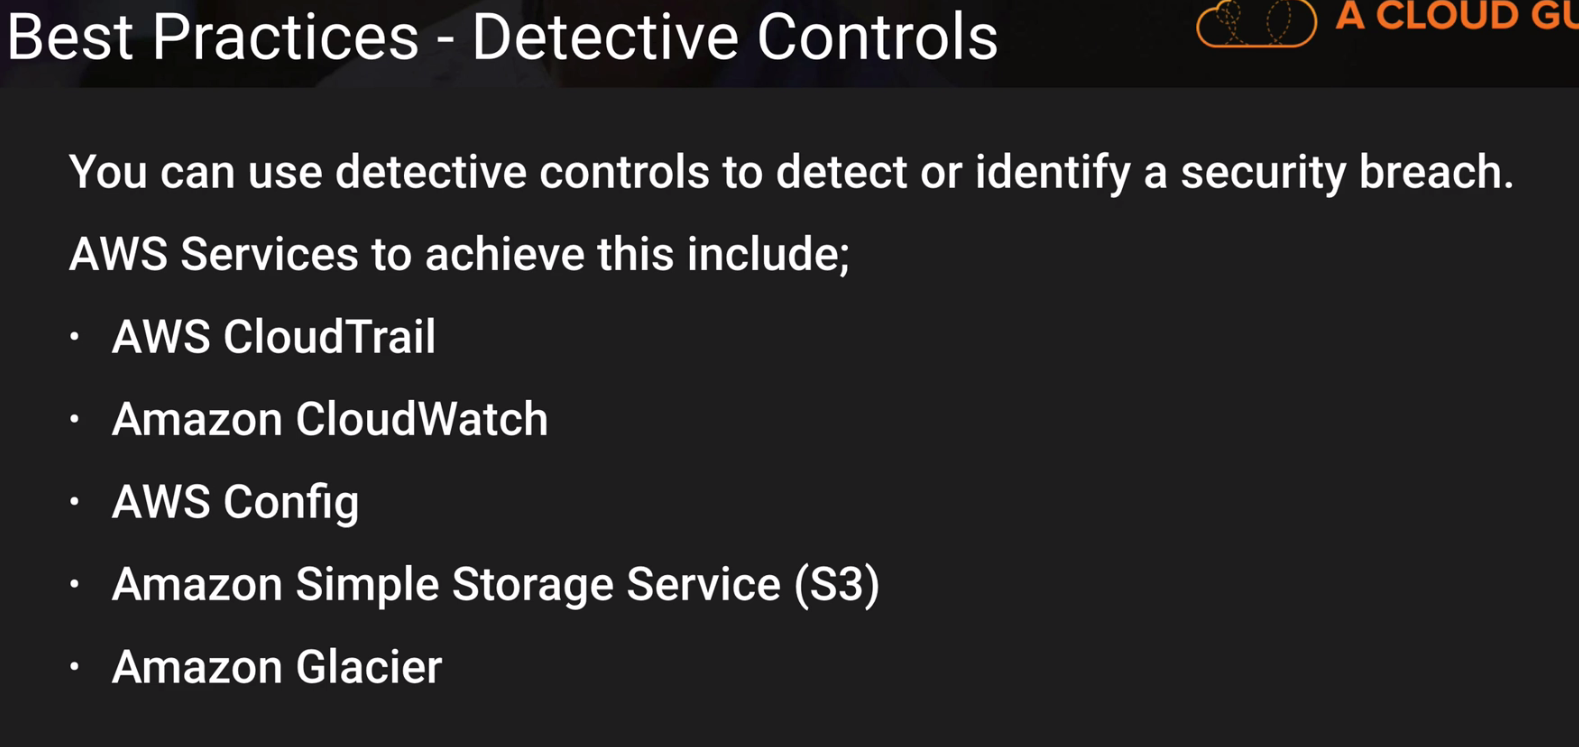 Best Practices - Detective Controls
A CLOUD GU
You can use detective controls to detect or identify a security breach.
AWS Services to achieve this include;
• AWS CloudTrail
• Amazon CloudWatch
• AWS Config
• Amazon Simple Storage Service (S3)
• Amazon Glacier